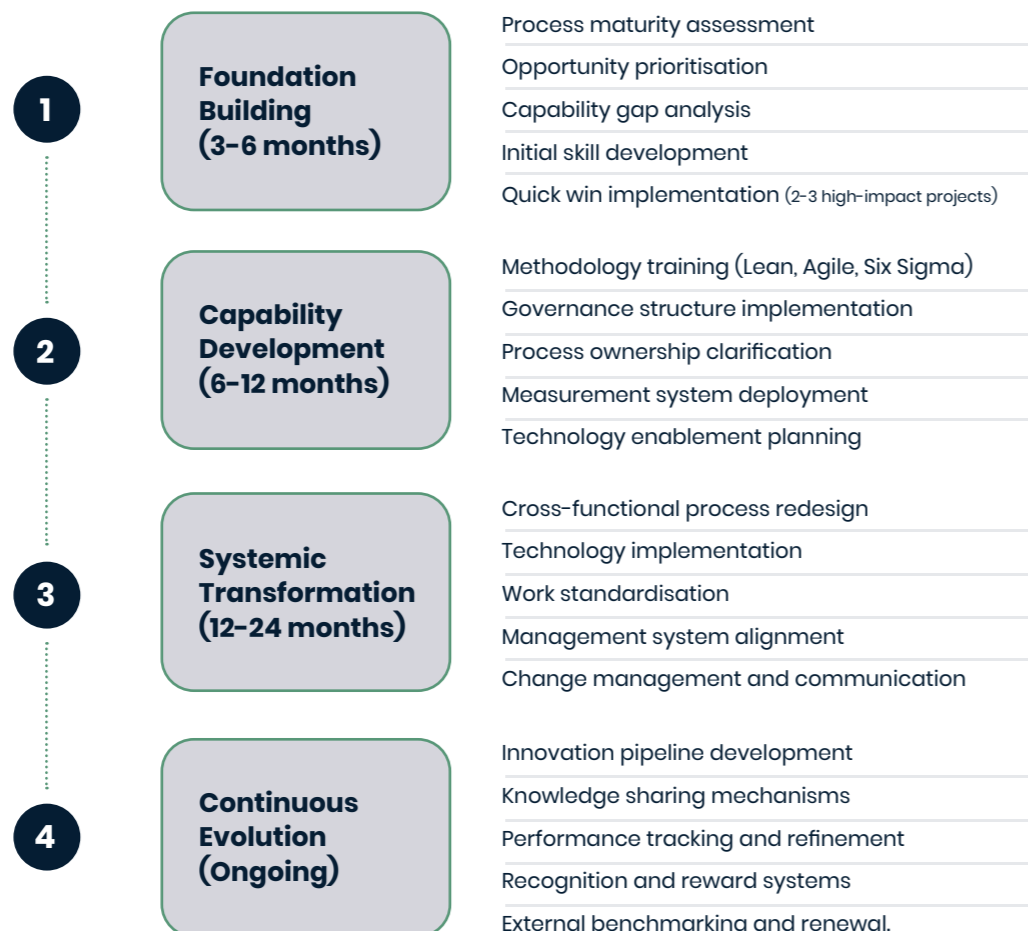 1
Foundation
Building
(3-6 months)
Process maturity assessment
Opportunity prioritisation
Capability gap analysis
Initial skill development
Quick win implementation (2-3 high-impact projects)
2
Capability
Development
(6-12 months)
Methodology training (Lean, Agile, Six Sigma)
Governance structure implementation
Process ownership clarification
Measurement system deployment
Technology enablement planning
3
Systemic
Transformation
(12-24 months)
Cross-functional process redesign
Technology implementation
Work standardisation
Management system alignment
Change management and communication
4
Continuous
Evolution
(Ongoing)
Innovation pipeline development
Knowledge sharing mechanisms
Performance tracking and refinement
Recognition and reward systems
External benchmarking and renewal.